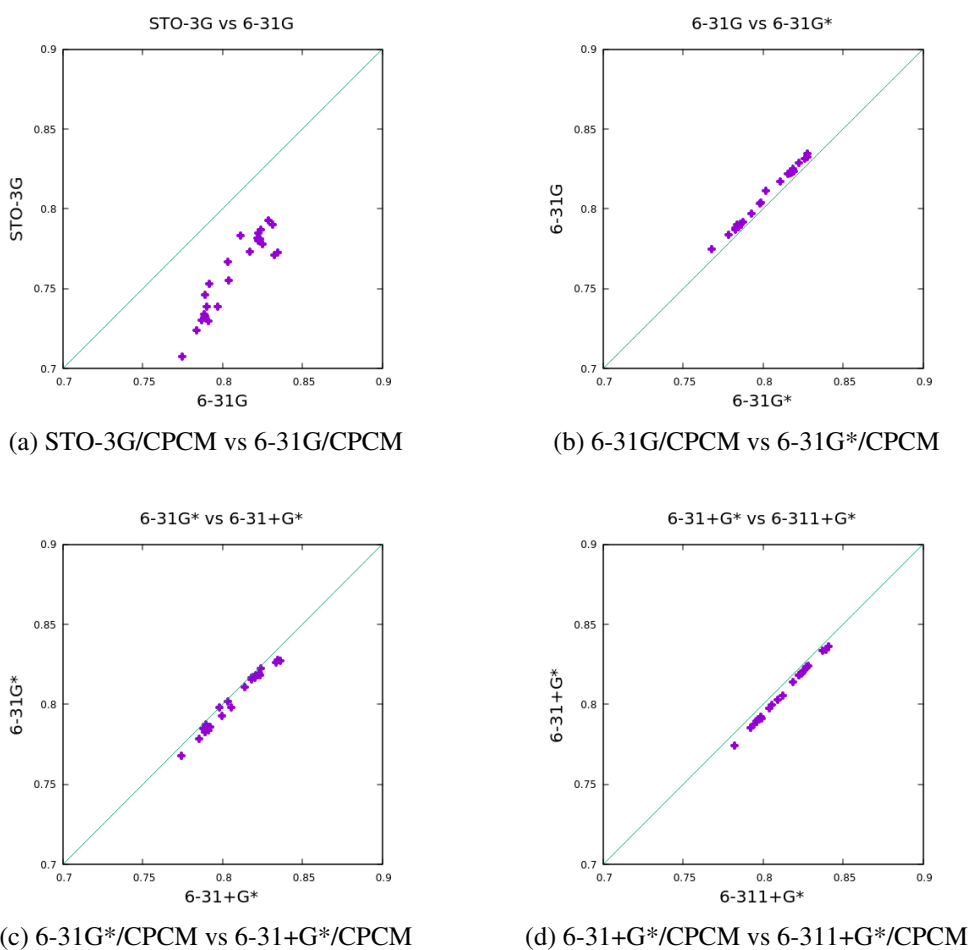 STO-3G vs 6-31G
0.9
0.85
0.8
0.75
0.7
STO-3G
0.7 0.75 0.8 0.85 0.9
6-31G
(a) STO-3G/CPCM vs 6-31G/CPCM
6-31G vs 6-31G*
0.9
0.85
0.8
0.75
0.7
6-31G
0.7 0.75 0.8 0.85 0.9
6-31G*
(b) 6-31G/CPCM vs 6-31G*/CPCM
6-31G* vs 6-31+G*
0.9
0.85
0.8
0.75
0.7
6-31G*
0.7 0.75 0.8 0.85 0.9
6-31+G*
(c) 6-31G*/CPCM vs 6-31+G*/CPCM
6-31+G* vs 6-311+G*
0.9
0.85
0.8
0.75
0.7
6-31+G*
0.7 0.75 0.8 0.85 0.9
6-311+G*
(d) 6-31+G*/CPCM vs 6-311+G*/CPCM